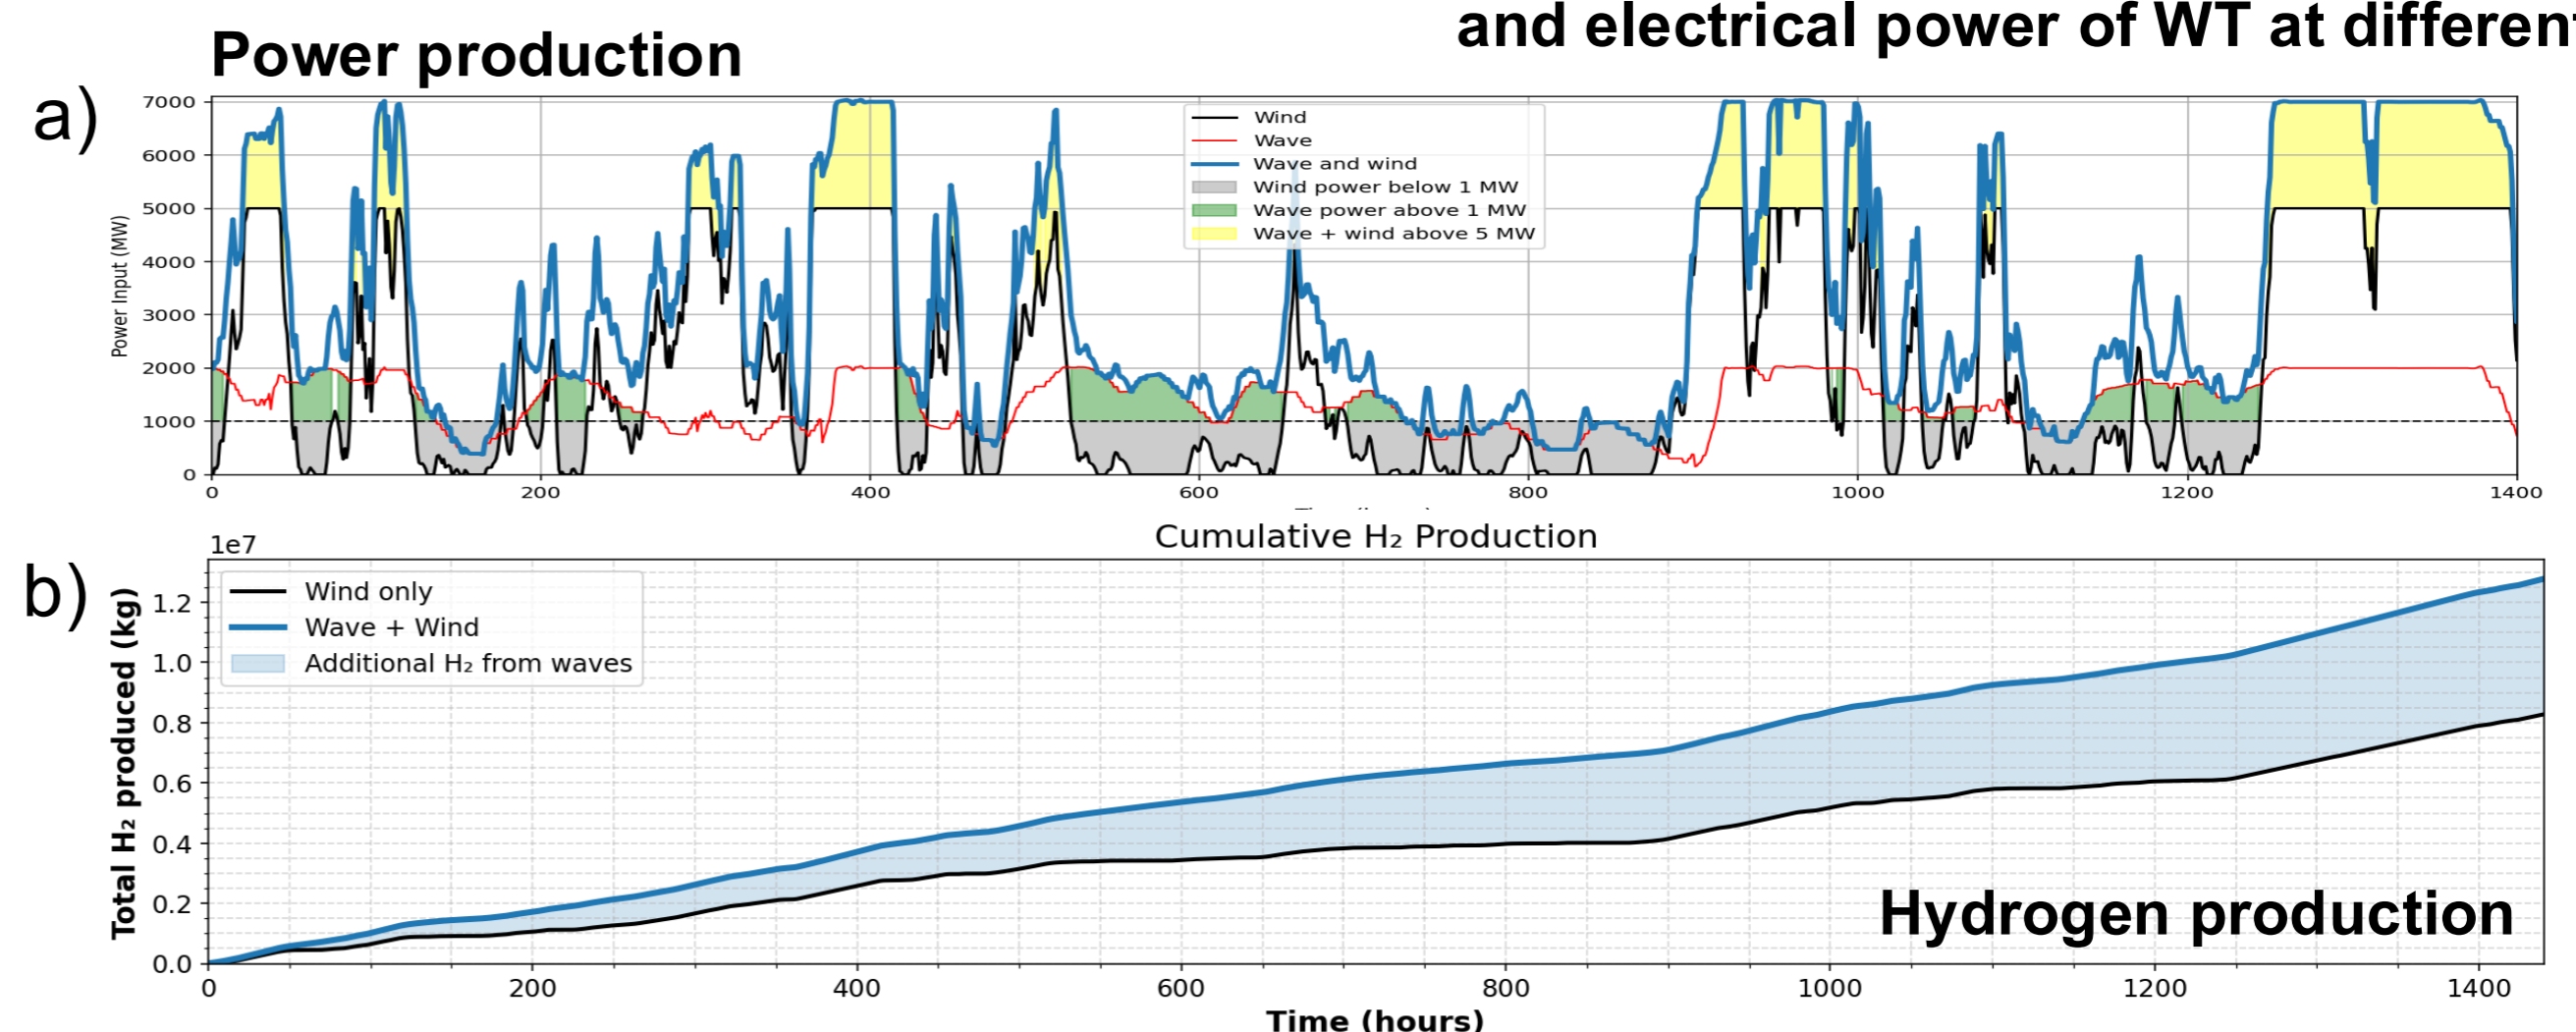 and electrical power of WT at differen
Power production
a)
7000
6000
5000
4000
3000
2000
1000
0
Power Input (MW)
Wind
Wave
Wave and wind
Wind power below 1 MW
Wave power above 1 MW
Wave + wind above 5 MW
0 200 400 600 800 1000 1200 1400
Cumulative H₂ Production
1e7
b)
Total H₂ produced (kg)
1.2
1.0
0.8
0.6
0.4
0.2
0.0
Wind only
Wave + Wind
Additional H₂ from waves
Hydrogen production
0 200 400 600 800 1000 1200 1400
Time (hours)